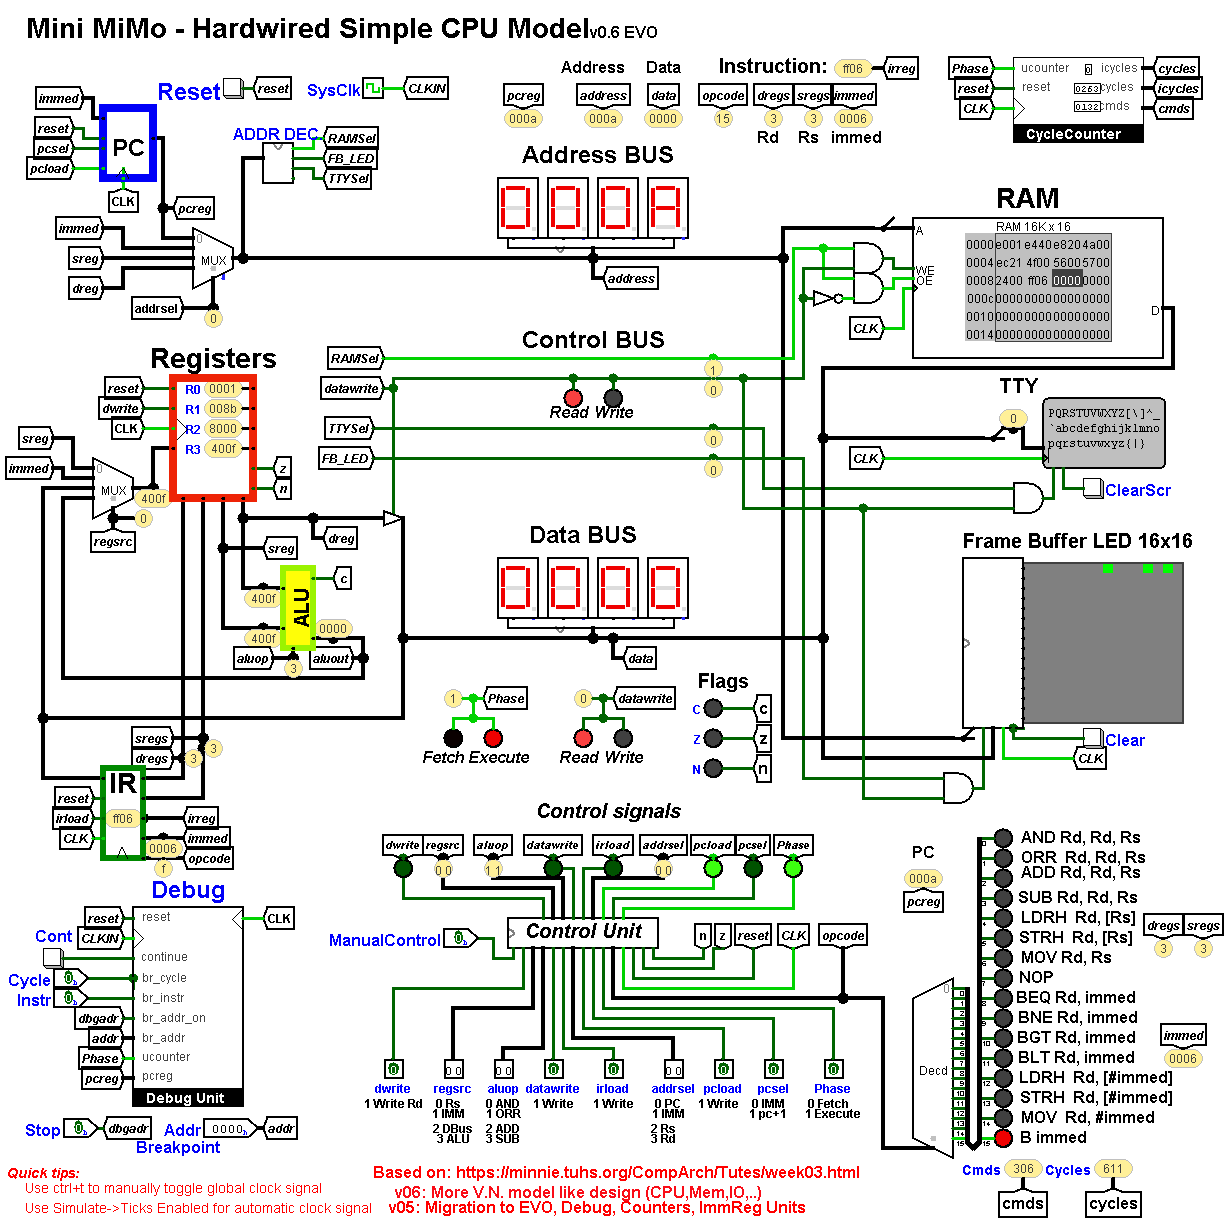 Mini MiMo - Hardwired Simple CPU Model v0.6 EVO
Address Data Instruction: ff06 irreg
Reset reset SysClk CLKIN
pcreg address data opcode dregs sregs immed
000a 000a 0000 15 3 3 0006
Rd Rs immed
Phase ucounter 0 icycles cycles
reset reset 0263 cycles icycles
CLK 0132 cmds cmds
CycleCounter
immed
reset
pcsel
pcload
PC
CLK
pcreg
ADDR DEC
RAMSel
FB_LED
TTYSel
Address BUS
000A
address
immed
sreg
dreg
0
MUX
addrsel
0
RAM
RAM 16K x 16
A
WE
OE
D
0000 e001 e440 e820 4a00
0004 ec21 4f00 5600 5700
0008 2400 ff06 0000 0000
000c 0000 0000 0000 0000
0010 0000 0000 0000 0000
0014 0000 0000 0000 0000
CLK
Control BUS
RAMSel 1
datawrite 0
Read Write
TTYSel 0
FB_LED 0
TTY
0
PQRSTUVWXYZ[\]^_
`abcdefghijklmno
pqrstuvwxyz{|}
CLK
ClearScr
Registers
reset R0 0001
dwrite R1 008b
CLK R2 8000
R3 400f
z
n
sreg
immed
0
MUX
400f
0
regsrc
dreg
sreg
c
ALU
400f
400f
0000
aluop
3
aluout
Data BUS
0000
data
Frame Buffer LED 16x16
Clear
CLK
1 Phase
Fetch Execute
0 datawrite
Read Write
Flags
C c
Z z
N n
sregs
dregs
3
3
IR
reset
irload
CLK
ff06
irreg
0006 immed
f opcode
Control signals
dwrite regsrc aluop datawrite irload addrsel pcload pcsel Phase
0 0 1 1 0 0
ManualControl 0
Control Unit
n z reset CLK opcode
0 0 0 0 0 0 0 0 0 0 0 0
dwrite regsrc aluop datawrite irload addrsel pcload pcsel Phase
1 Write Rd 0 Rs 0 AND 1 Write 1 Write 0 PC 1 Write 0 IMM 0 Fetch
1 IMM 1 ORR 1 IMM 1 pc+1 1 Execute
2 DBus 2 ADD 2 Rs
3 ALU 3 SUB 3 Rd
Debug
reset reset CLK
Cont CLKIN
continue
Cycle 0 br_cycle
Instr 0 br_instr
dbgadr br_addr_on
addr br_addr
Phase ucounter
pcreg pcreg
Debug Unit
Stop 0 dbgadr Addr 0000 addr
Breakpoint
PC
000a
pcreg
Decd
AND Rd, Rd, Rs
ORR Rd, Rd, Rs
ADD Rd, Rd, Rs
SUB Rd, Rd, Rs
LDRH Rd, [Rs]
STRH Rd, [Rs]
MOV Rd, Rs
NOP
BEQ Rd, immed
BNE Rd, immed
BGT Rd, immed
BLT Rd, immed
LDRH Rd, [#immed]
STRH Rd, [#immed]
MOV Rd, #immed
B immed
dregs sregs
3 3
immed
0006
Cmds 306 Cycles 611
cmds cycles
Quick tips:
Use ctrl+t to manually toggle global clock signal
Use Simulate->Ticks Enabled for automatic clock signal
Based on: https://minnie.tuhs.org/CompArch/Tutes/week03.html
v06: More V.N. model like design (CPU,Mem,IO,..)
v05: Migration to EVO, Debug, Counters, ImmReg Units